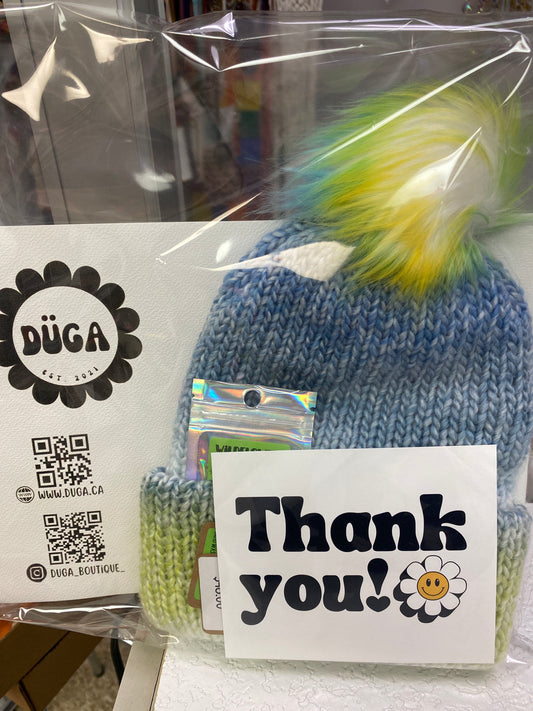 DÜGA
EST. 2021
WWW.DUGA.CA
DUGA_BOUTIQUE_
Thank
you!